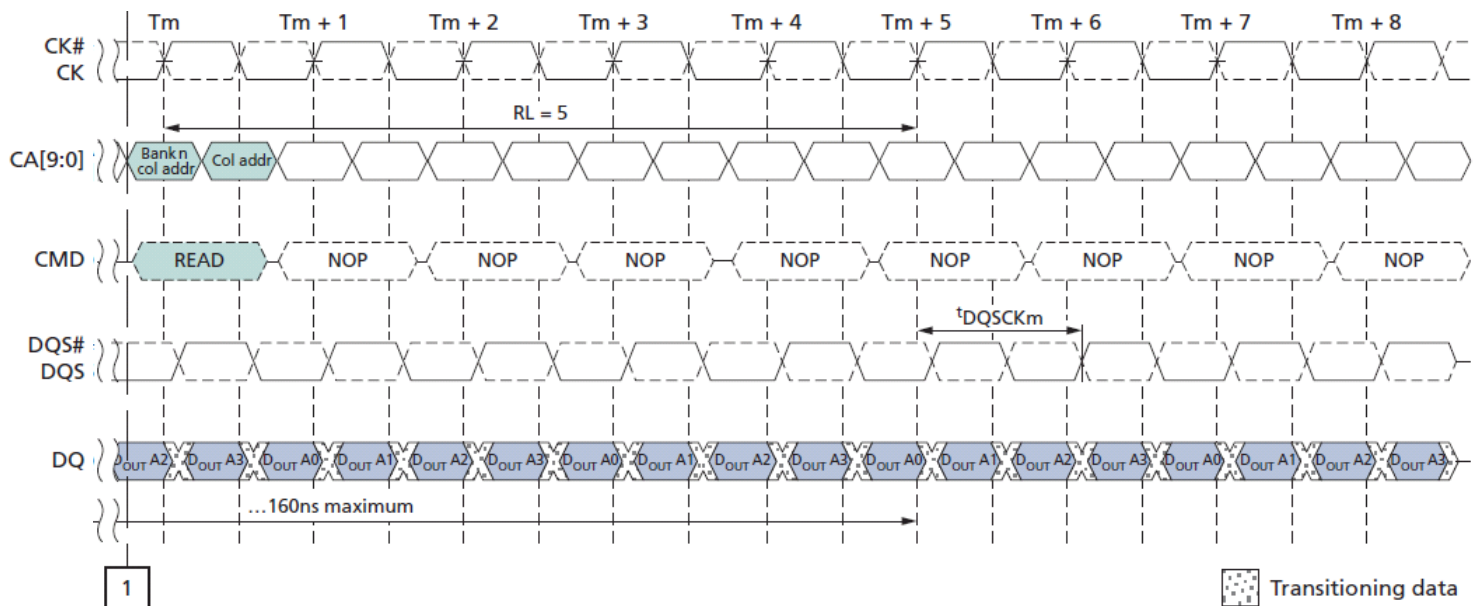 Tm Tm + 1 Tm + 2 Tm + 3 Tm + 4 Tm + 5 Tm + 6 Tm + 7 Tm + 8
CK#
CK
RL = 5
CA[9:0] Bank n col addr Col addr
CMD READ NOP NOP NOP NOP NOP NOP NOP NOP
tDQSCKm
DQS#
DQS
DQ DOUT A2 DOUT A3 DOUT A0 DOUT A1 DOUT A2 DOUT A3 DOUT A0 DOUT A1 DOUT A2 DOUT A3 DOUT A0 DOUT A1 DOUT A2 DOUT A3 DOUT A0 DOUT A1 DOUT A2 DOUT A3
…160ns maximum
1 Transitioning data